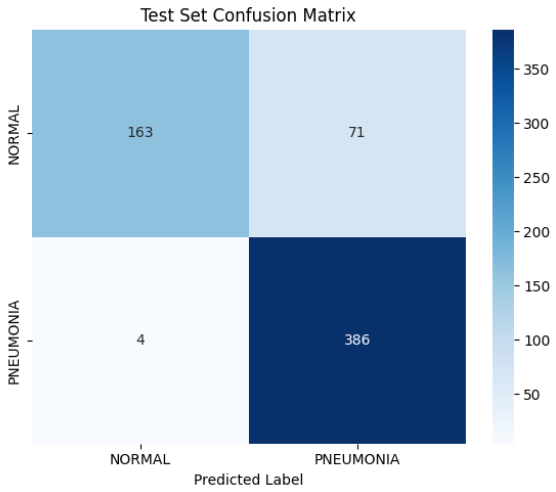 Test Set Confusion Matrix
NORMAL
163
71
350
300
250
200
150
100
50
PNEUMONIA
4
386
NORMAL
PNEUMONIA
Predicted Label